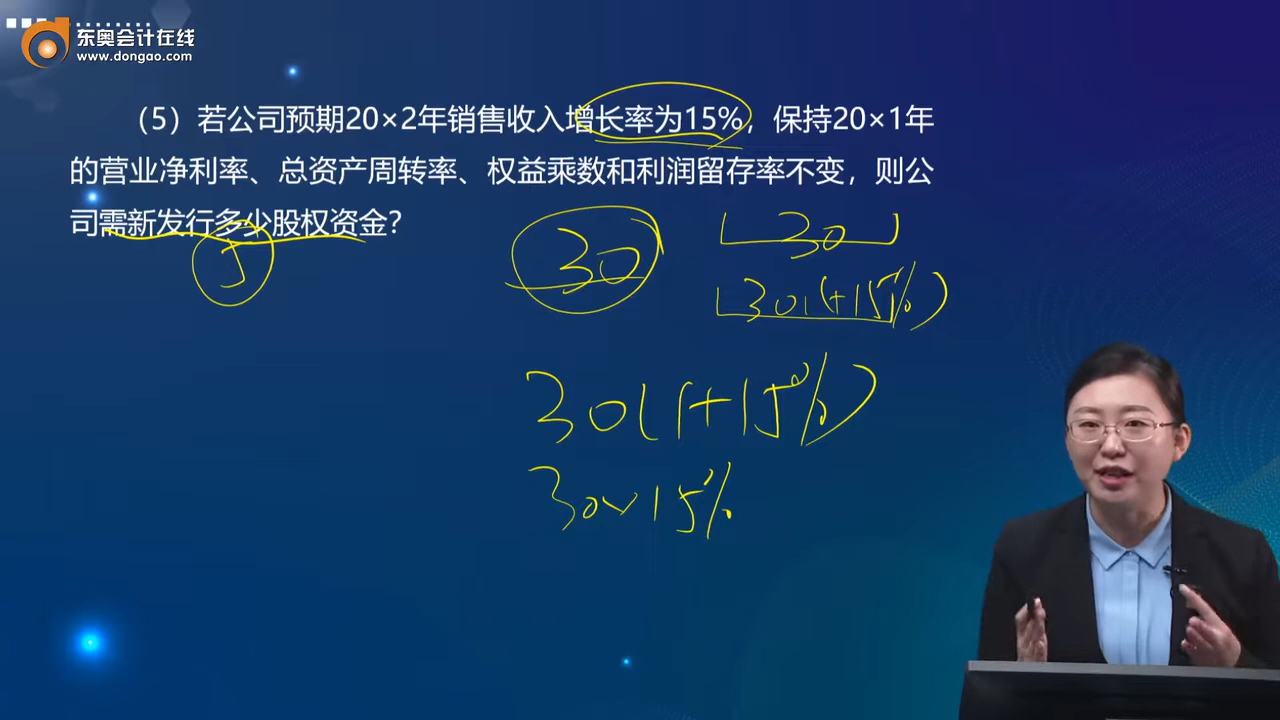 东奥会计在线
www.dongao.com
（5）若公司预期20×2年销售收入增长率为15%，保持20×1年
的营业净利率、总资产周转率、权益乘数和利润留存率不变，则公
司需新发行多少股权资金？
30
30
30(1+15%)
30(1+15%)
30×15%